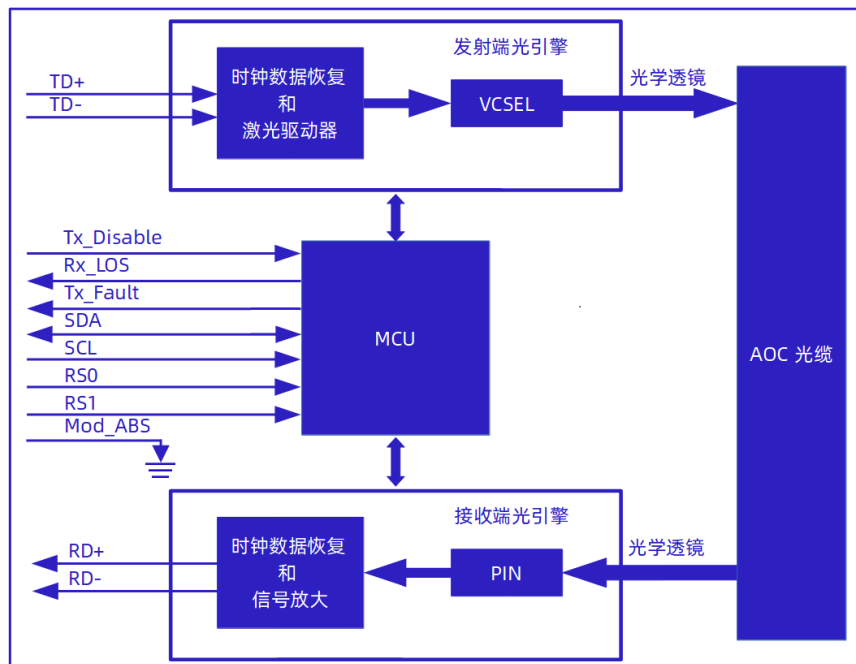 发射端光引擎
TD+
TD-
时钟数据恢复
和
激光驱动器
VCSEL
光学透镜
Tx_Disable
Rx_LOS
Tx_Fault
SDA
SCL
RS0
RS1
Mod_ABS
MCU
AOC 光缆
接收端光引擎
RD+
RD-
时钟数据恢复
和
信号放大
PIN
光学透镜